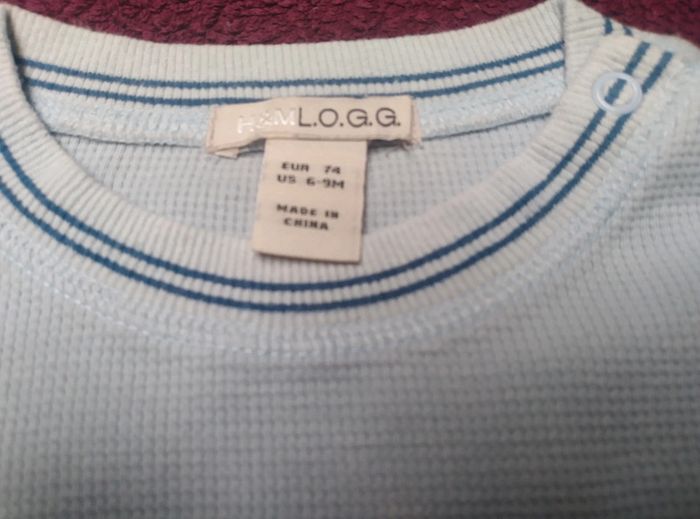 H&M L.O.G.G.
EUR 74
US 6-9M
MADE IN
CHINA